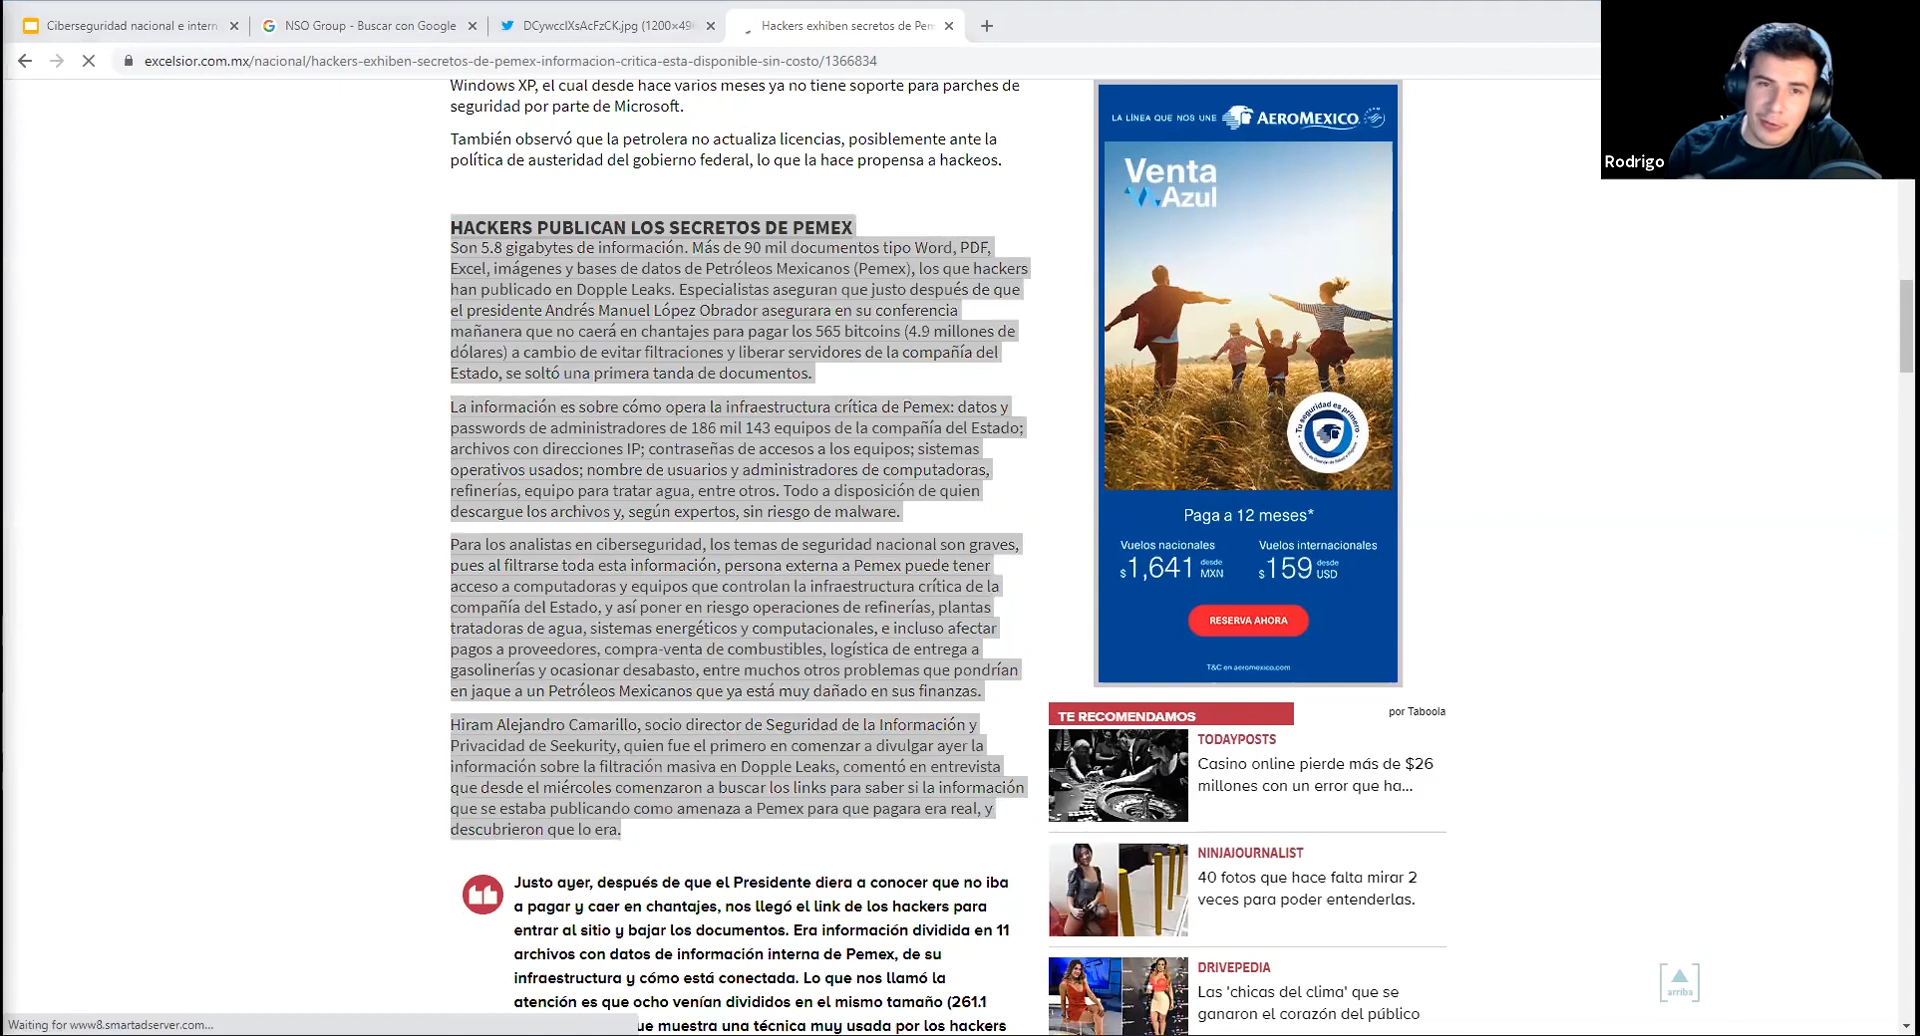 Ciberseguridad nacional e intern
NSO Group - Buscar con Google
DCywcclXsAcFzCK.jpg (1200×496
Hackers exhiben secretos de Pem
excelsior.com.mx/nacional/hackers-exhiben-secretos-de-pemex-informacion-critica-esta-disponible-sin-costo/1366834
Windows XP, el cual desde hace varios meses ya no tiene soporte para parches de
seguridad por parte de Microsoft.
También observó que la petrolera no actualiza licencias, posiblemente ante la
política de austeridad del gobierno federal, lo que la hace propensa a hackeos.
HACKERS PUBLICAN LOS SECRETOS DE PEMEX
Son 5.8 gigabytes de información. Más de 90 mil documentos tipo Word, PDF,
Excel, imágenes y bases de datos de Petróleos Mexicanos (Pemex), los que hackers
han publicado en Dopple Leaks. Especialistas aseguran que justo después de que
el presidente Andrés Manuel López Obrador asegurara en su conferencia
mañanera que no caerá en chantajes para pagar los 565 bitcoins (4.9 millones de
dólares) a cambio de evitar filtraciones y liberar servidores de la compañía del
Estado, se soltó una primera tanda de documentos.
La información es sobre cómo opera la infraestructura crítica de Pemex: datos y
passwords de administradores de 186 mil 143 equipos de la compañía del Estado;
archivos con direcciones IP; contraseñas de accesos a los equipos; sistemas
operativos usados; nombre de usuarios y administradores de computadoras,
refinerías, equipo para tratar agua, entre otros. Todo a disposición de quien
descargue los archivos y, según expertos, sin riesgo de malware.
Para los analistas en ciberseguridad, los temas de seguridad nacional son graves,
pues al filtrarse toda esta información, persona externa a Pemex puede tener
acceso a computadoras y equipos que controlan la infraestructura crítica de la
compañía del Estado, y así poner en riesgo operaciones de refinerías, plantas
tratadoras de agua, sistemas energéticos y computacionales, e incluso afectar
pagos a proveedores, compra-venta de combustibles, logística de entrega a
gasolinerías y ocasionar desabasto, entre muchos otros problemas que pondrían
en jaque a un Petróleos Mexicanos que ya está muy dañado en sus finanzas.
Hiram Alejandro Camarillo, socio director de Seguridad de la Información y
Privacidad de Seekurity, quien fue el primero en comenzar a divulgar ayer la
información sobre la filtración masiva en Dopple Leaks, comentó en entrevista
que desde el miércoles comenzaron a buscar los links para saber si la información
que se estaba publicando como amenaza a Pemex para que pagara era real, y
descubrieron que lo era.
Justo ayer, después de que el Presidente diera a conocer que no iba
a pagar y caer en chantajes, nos llegó el link de los hackers para
entrar al sitio y bajar los documentos. Era información dividida en 11
archivos con datos de información interna de Pemex, de su
infraestructura y cómo está conectada. Lo que nos llamó la
atención es que ocho venían divididos en el mismo tamaño (261.1
ue muestra una técnica muy usada por los hackers
Waiting for www8.smartadserver.com...
LA LÍNEA QUE NOS UNE AEROMEXICO.
Venta
Azul
Tu seguridad es primero
Paga a 12 meses*
Vuelos nacionales
$1,641 desde MXN
Vuelos internacionales
$159 desde USD
RESERVA AHORA
T&C en aeromexico.com
TE RECOMENDAMOS
por Taboola
TODAYPOSTS
Casino online pierde más de $26
millones con un error que ha...
NINJAJOURNALIST
40 fotos que hace falta mirar 2
veces para poder entenderlas.
DRIVEPEDIA
Las 'chicas del clima' que se
ganaron el corazón del público
arriba
Rodrigo